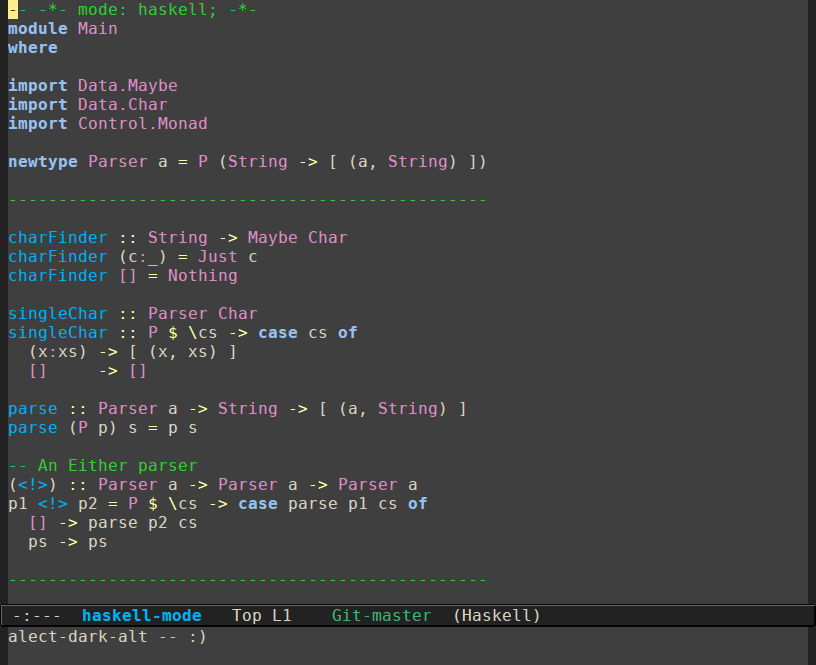 -- -*- mode: haskell; -*-
module Main
where

import Data.Maybe
import Data.Char
import Control.Monad

newtype Parser a = P (String -> [ (a, String) ])

------------------------------------------------

charFinder :: String -> Maybe Char
charFinder (c:_) = Just c
charFinder [] = Nothing

singleChar :: Parser Char
singleChar :: P $ \cs -> case cs of
  (x:xs) -> [ (x, xs) ]
  []     -> []

parse :: Parser a -> String -> [ (a, String) ]
parse (P p) s = p s

-- An Either parser
(<!>) :: Parser a -> Parser a -> Parser a
p1 <!> p2 = P $ \cs -> case parse p1 cs of
  [] -> parse p2 cs
  ps -> ps

------------------------------------------------
-:---  haskell-mode   Top L1    Git-master  (Haskell)
alect-dark-alt -- :)